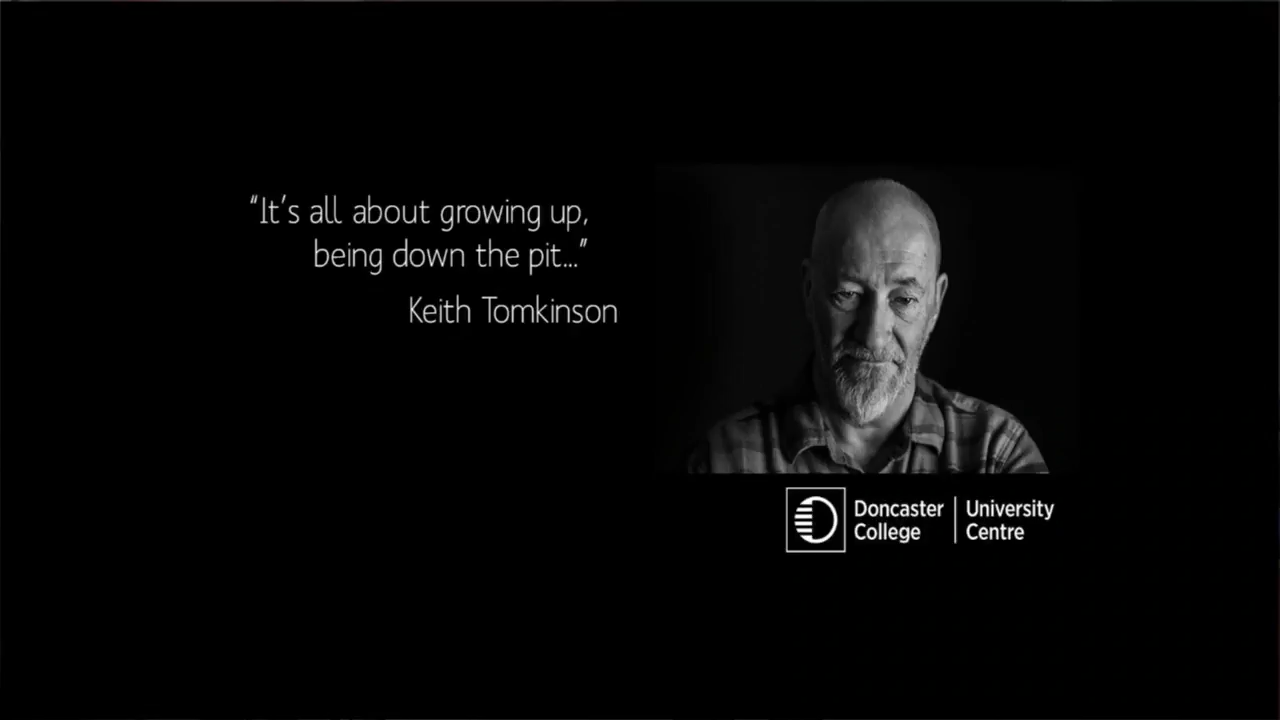 “It’s all about growing up,
being down the pit...”
Keith Tomkinson
Doncaster College
University Centre